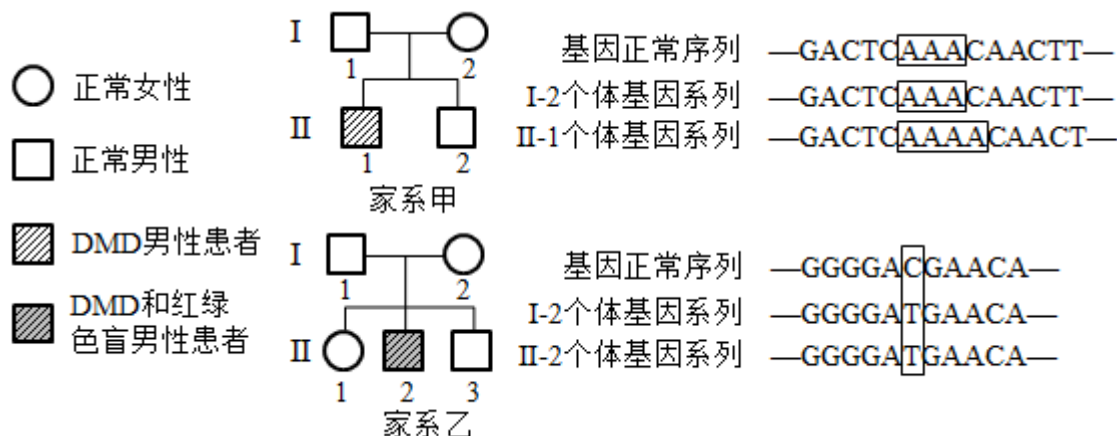 I
1
2
II
1
2
家系甲
正常女性
正常男性
DMD男性患者
DMD和红绿
色盲男性患者
基因正常序列 —GACTCAAACAACTT—
I-2个体基因系列 —GACTCAAACAACTT—
II-1个体基因系列 —GACTCAAAACAACT—
I
1
2
II
1
2
3
家系乙
基因正常序列 —GGGGACGAACA—
I-2个体基因系列 —GGGGATGAACA—
II-2个体基因系列 —GGGGATGAACA—